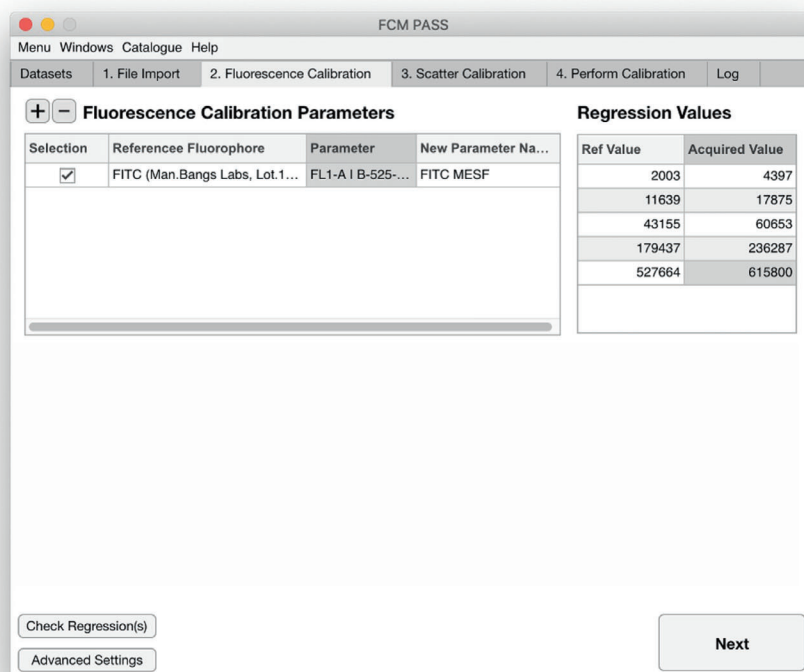 FCM PASS
Menu Windows Catalogue Help
Datasets 1. File Import 2. Fluorescence Calibration 3. Scatter Calibration 4. Perform Calibration Log
+ − Fluorescence Calibration Parameters Regression Values
Selection Referencee Fluorophore Parameter New Parameter Na... Ref Value Acquired Value
FITC (Man.Bangs Labs, Lot.1... FL1-A I B-525-... FITC MESF 2003 4397
11639 17875
43155 60653
179437 236287
527664 615800
Check Regression(s)
Advanced Settings
Next